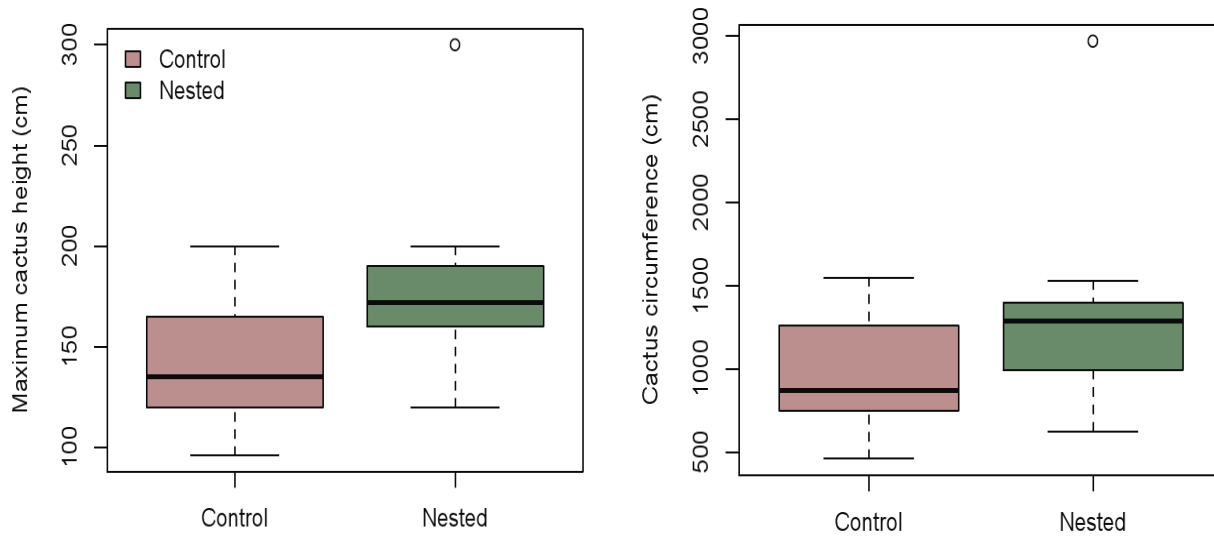 Maximum cactus height (cm)
300
250
200
150
100
Control
Nested
Control
Nested
Cactus circumference (cm)
3000
2500
2000
1500
1000
500
Control
Nested